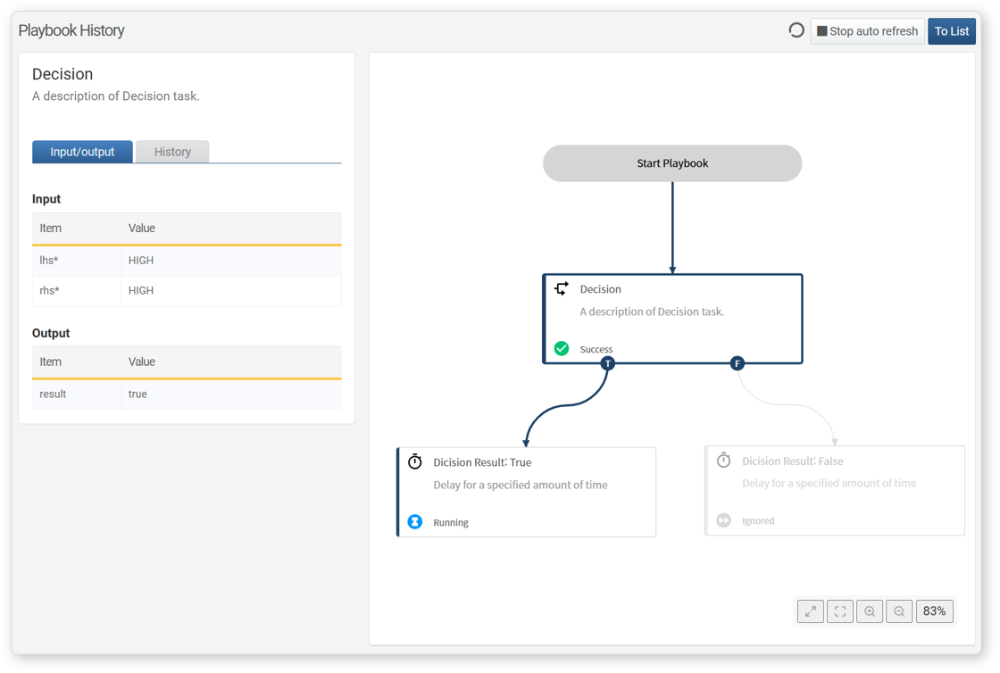 Playbook History
Stop auto refresh
To List
Decision
A description of Decision task.
Input/output
History
Input
Item Value
lhs* HIGH
rhs* HIGH
Output
Item Value
result true
Start Playbook
Decision
A description of Decision task.
Success
T
F
Dicision Result: True
Delay for a specified amount of time
Running
Dicision Result: False
Delay for a specified amount of time
Ignored
83%